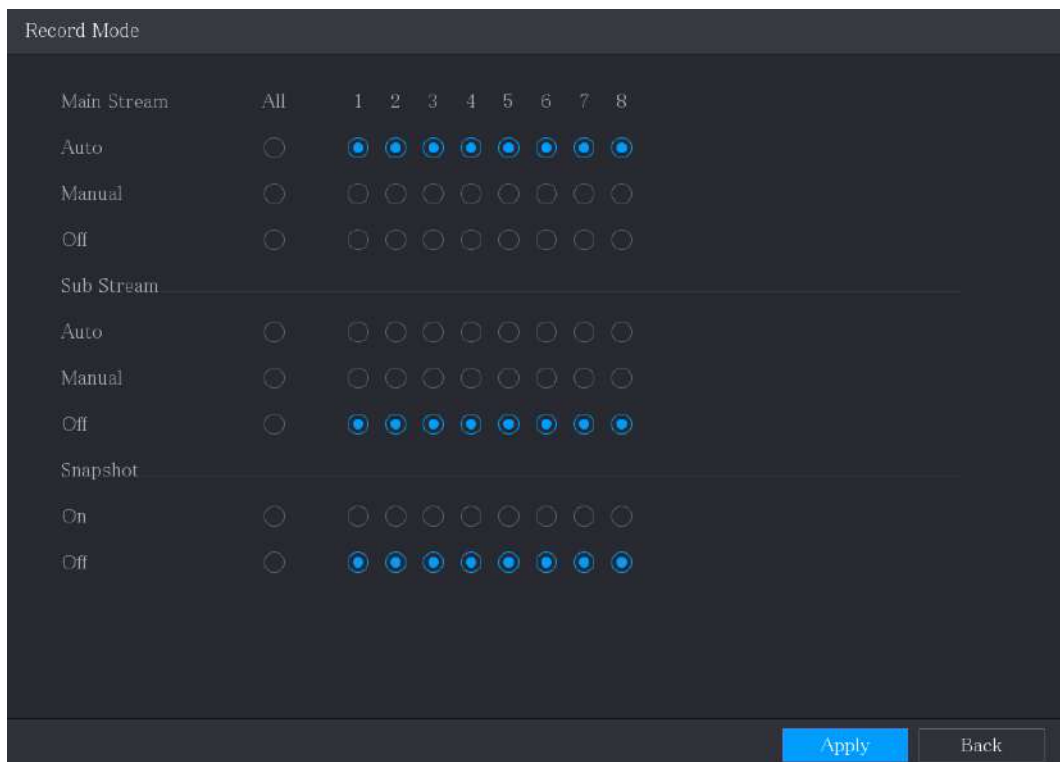 Record Mode
Main Stream All 1 2 3 4 5 6 7 8
Auto
Manual
Off
Sub Stream
Auto
Manual
Off
Snapshot
On
Off
Apply Back